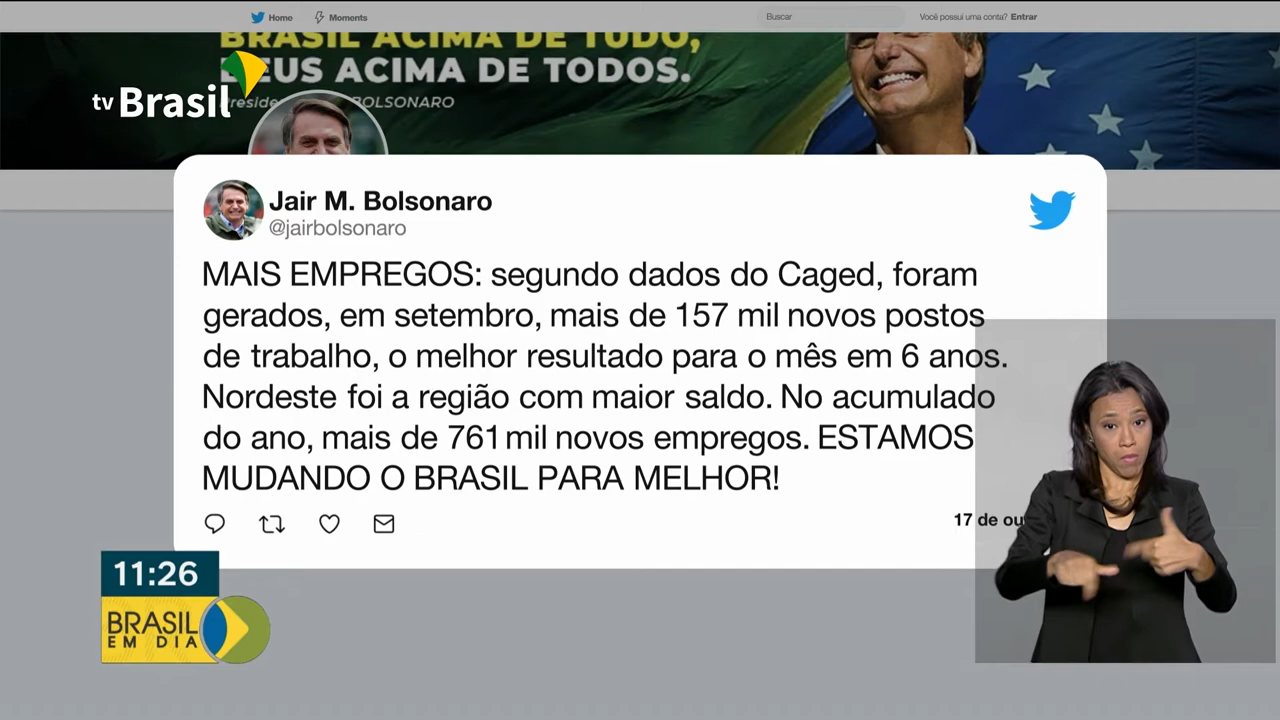 Home
Moments
Buscar
Você possui uma conta? Entrar
BRASIL ACIMA DE TUDO,
DEUS ACIMA DE TODOS.
BOLSONARO
tv Brasil
Jair M. Bolsonaro
@jairbolsonaro
MAIS EMPREGOS: segundo dados do Caged, foram
gerados, em setembro, mais de 157 mil novos postos
de trabalho, o melhor resultado para o mês em 6 anos.
Nordeste foi a região com maior saldo. No acumulado
do ano, mais de 761 mil novos empregos. ESTAMOS
MUDANDO O BRASIL PARA MELHOR!
17 de ou
11:26
BRASIL
EM DIA